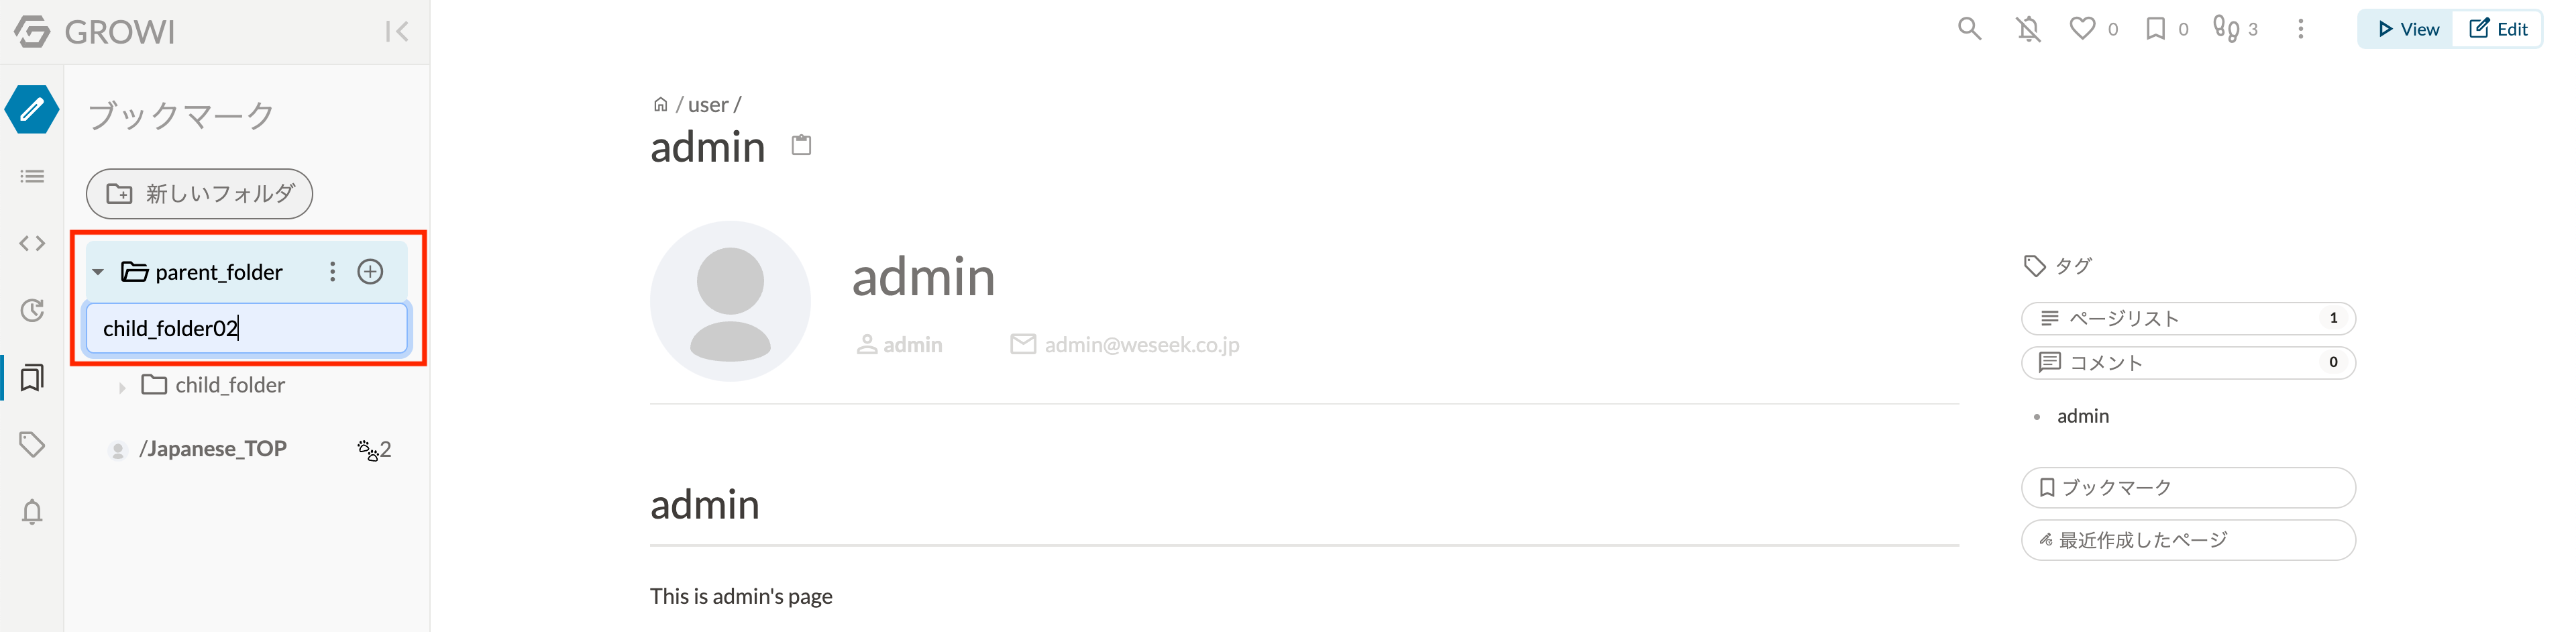 GROWI
ブックマーク
新しいフォルダ
parent_folder
child_folder02
child_folder
/Japanese_TOP 2
0 0 3 View Edit
/ user /
admin
admin
admin admin@weseek.co.jp
admin
This is admin's page
タグ
ページリスト 1
コメント 0
admin
ブックマーク
最近作成したページ